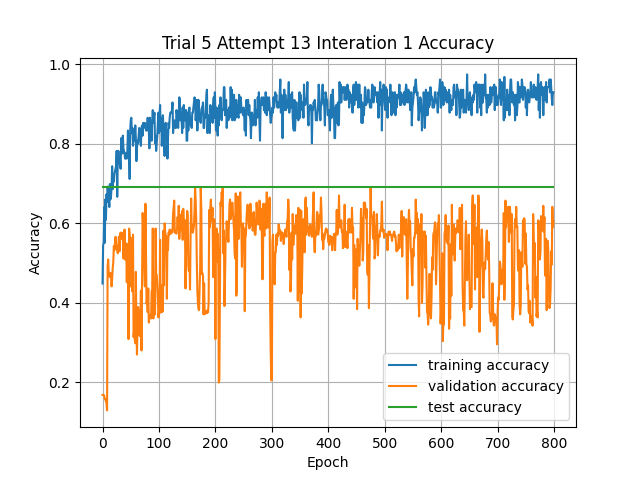 Trial 5 Attempt 13 Interation 1 Accuracy
1.0
0.8
0.6
0.4
0.2
Accuracy
training accuracy
validation accuracy
test accuracy
0 100 200 300 400 500 600 700 800
Epoch